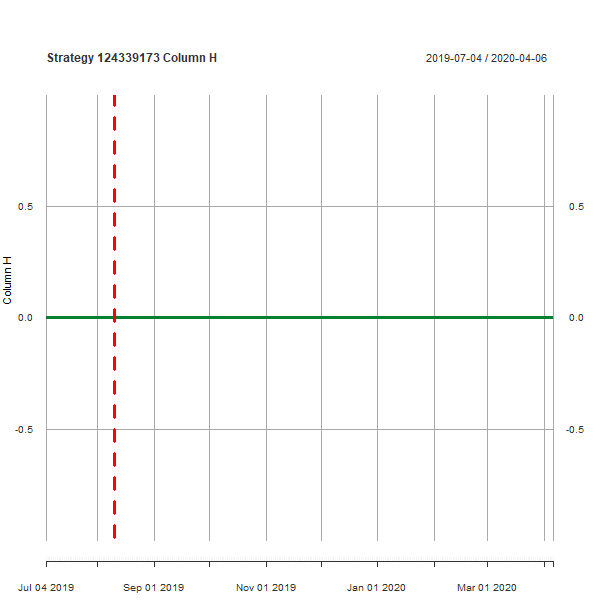 Strategy 124339173 Column H
2019-07-04 / 2020-04-06
0.5
0.5
Column H
0.0
0.0
-0.5
-0.5
Jul 04 2019
Sep 01 2019
Nov 01 2019
Jan 01 2020
Mar 01 2020